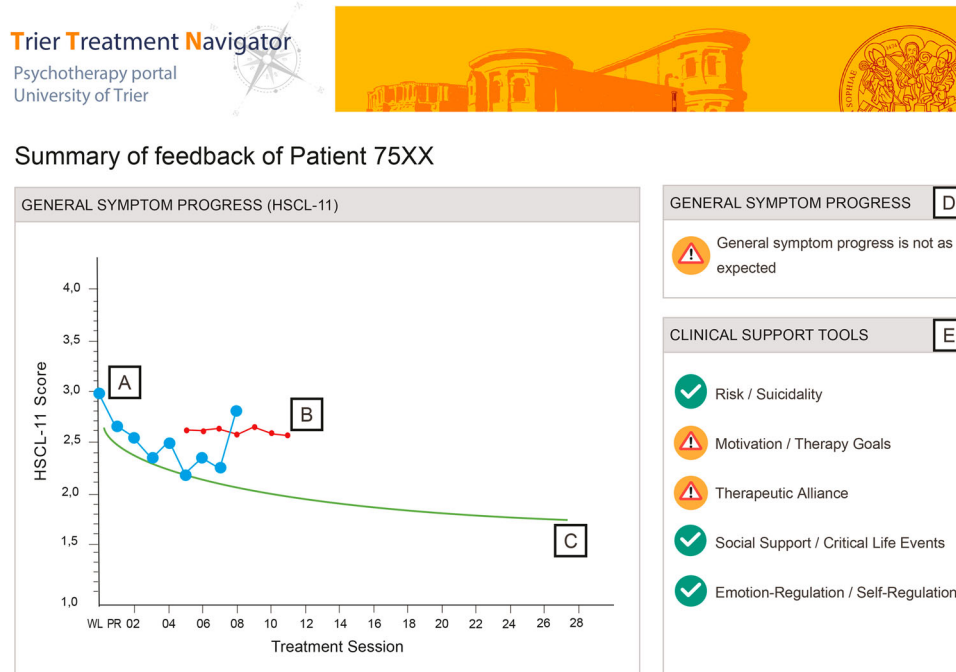 Trier Treatment Navigator
Psychotherapy portal
University of Trier
Summary of feedback of Patient 75XX
GENERAL SYMPTOM PROGRESS (HSCL-11)
4,0
3,5
3,0
2,5
2,0
1,5
1,0
HSCL-11 Score
A
B
C
WL PR 02 04 06 08 10 12 14 16 18 20 22 24 26 28
Treatment Session
GENERAL SYMPTOM PROGRESS D
General symptom progress is not as
expected
CLINICAL SUPPORT TOOLS E
Risk / Suicidality
Motivation / Therapy Goals
Therapeutic Alliance
Social Support / Critical Life Events
Emotion-Regulation / Self-Regulation